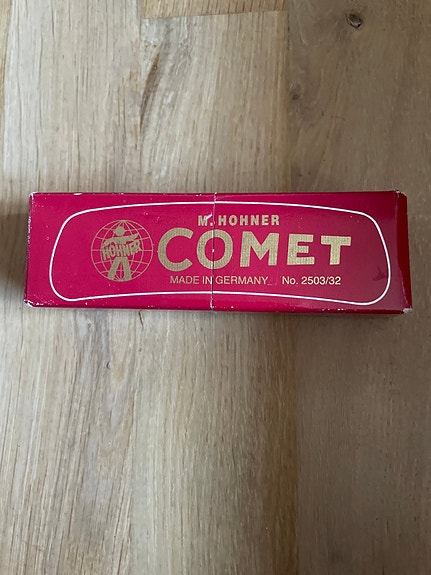 M. HOHNER
COMET
HOHNER
MADE IN GERMANY No. 2503/32